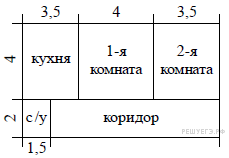 3,5 4 3,5
4
кухня
1-я
комната
2-я
комната
2
с/у
коридор
1,5
РЕШУЕГЭ.РФ